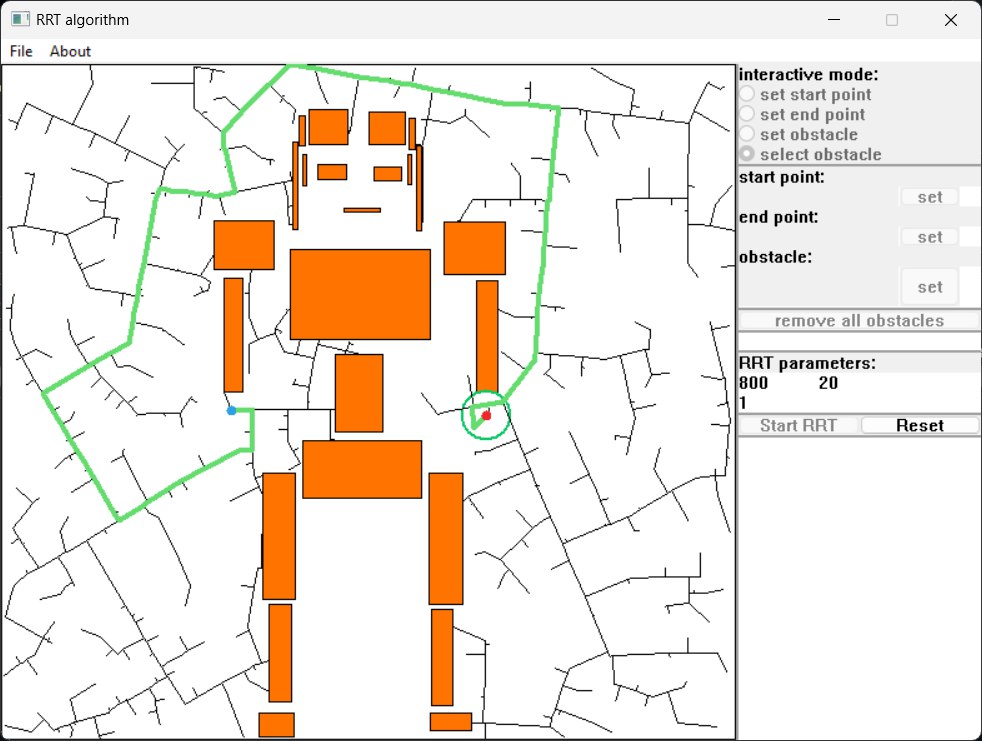 RRT algorithm
File About
interactive mode:
set start point
set end point
set obstacle
select obstacle
start point:
set
end point:
set
obstacle:
set
remove all obstacles
RRT parameters:
800 20
1
Start RRT Reset